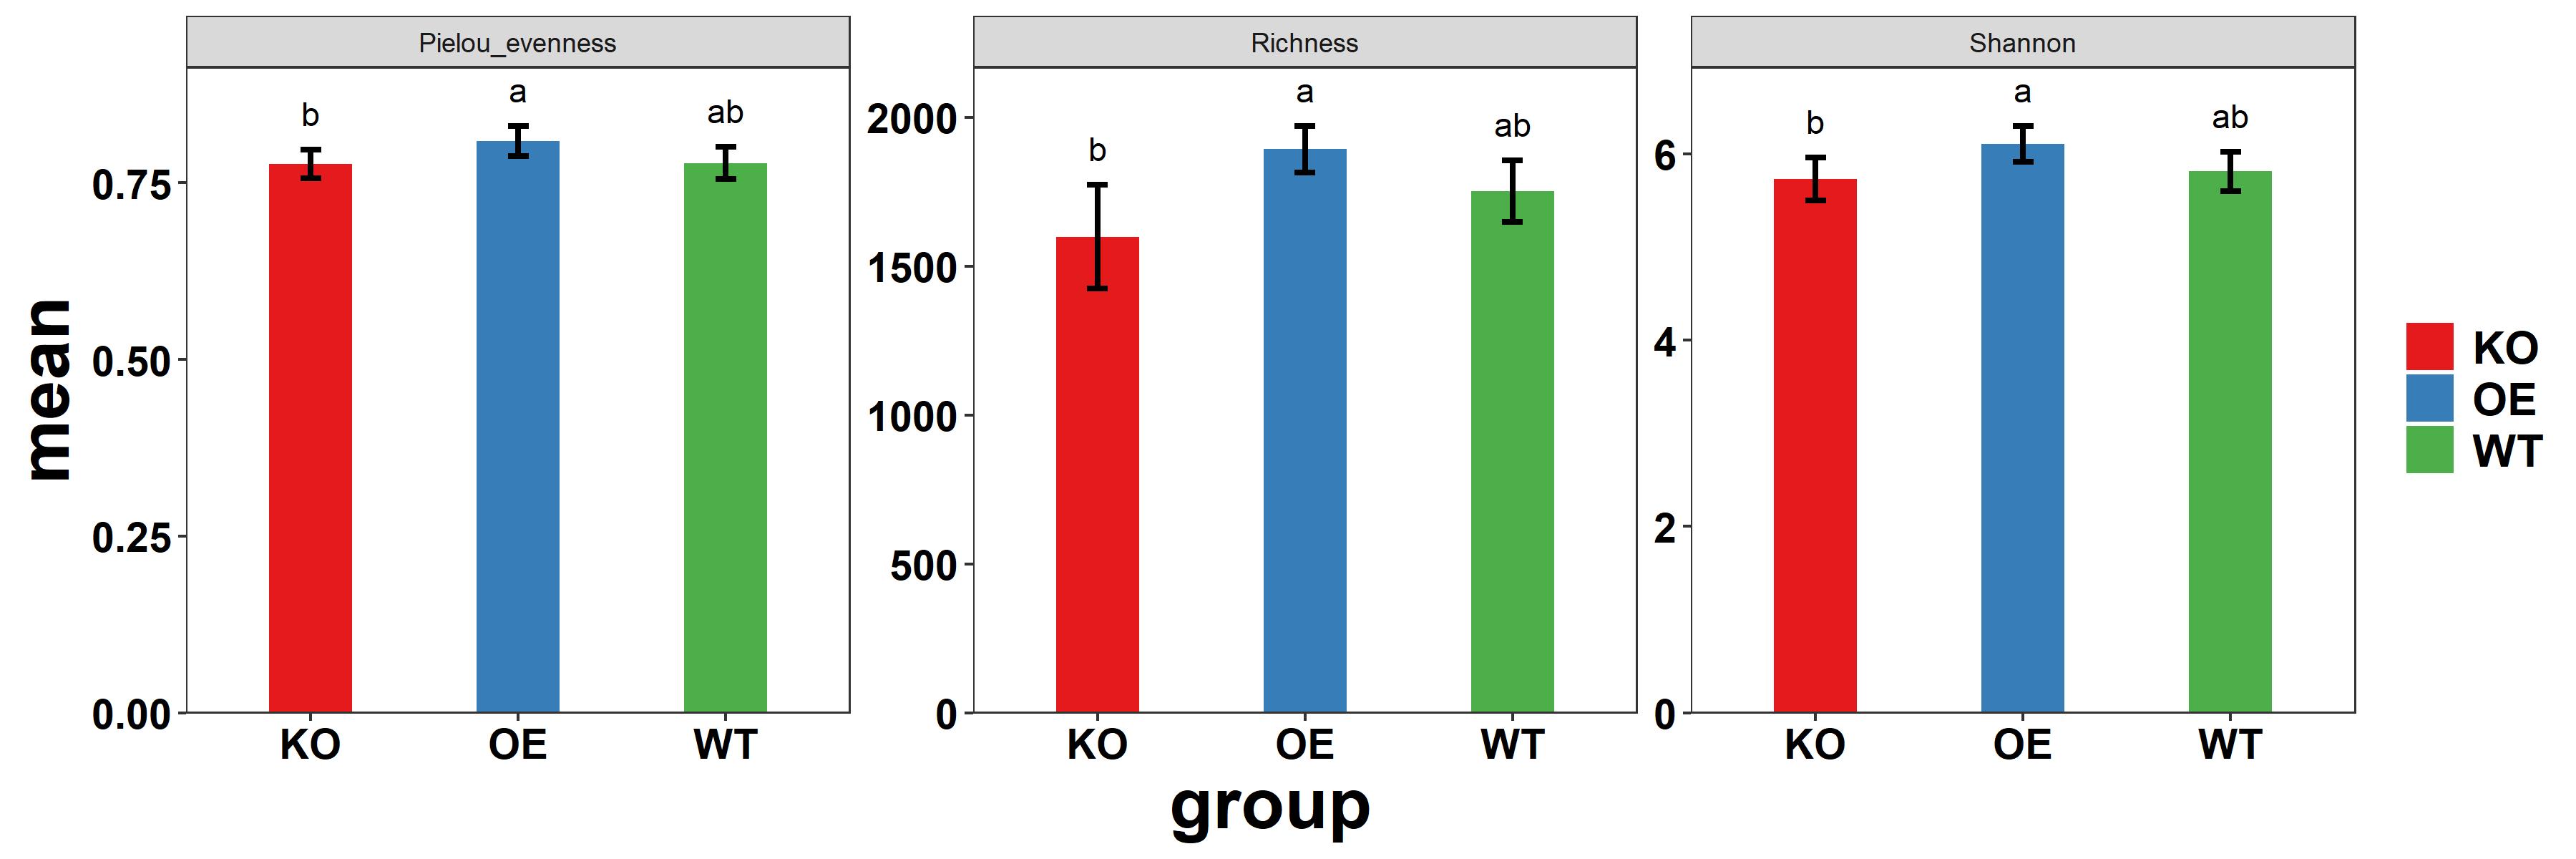 Pielou_evenness
Richness
Shannon
mean
0.75
0.50
0.25
0.00
b
a
ab
KO
OE
WT
2000
1500
1000
500
0
b
a
ab
KO
OE
WT
6
4
2
0
b
a
ab
KO
OE
WT
group
KO
OE
WT